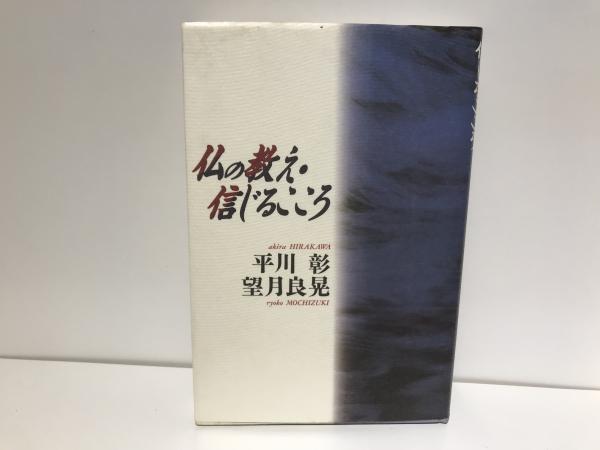 仏の教え・
信じるこころ
akira HIRAKAWA
平川 彰
望月良晃
ryoko MOCHIZUKI